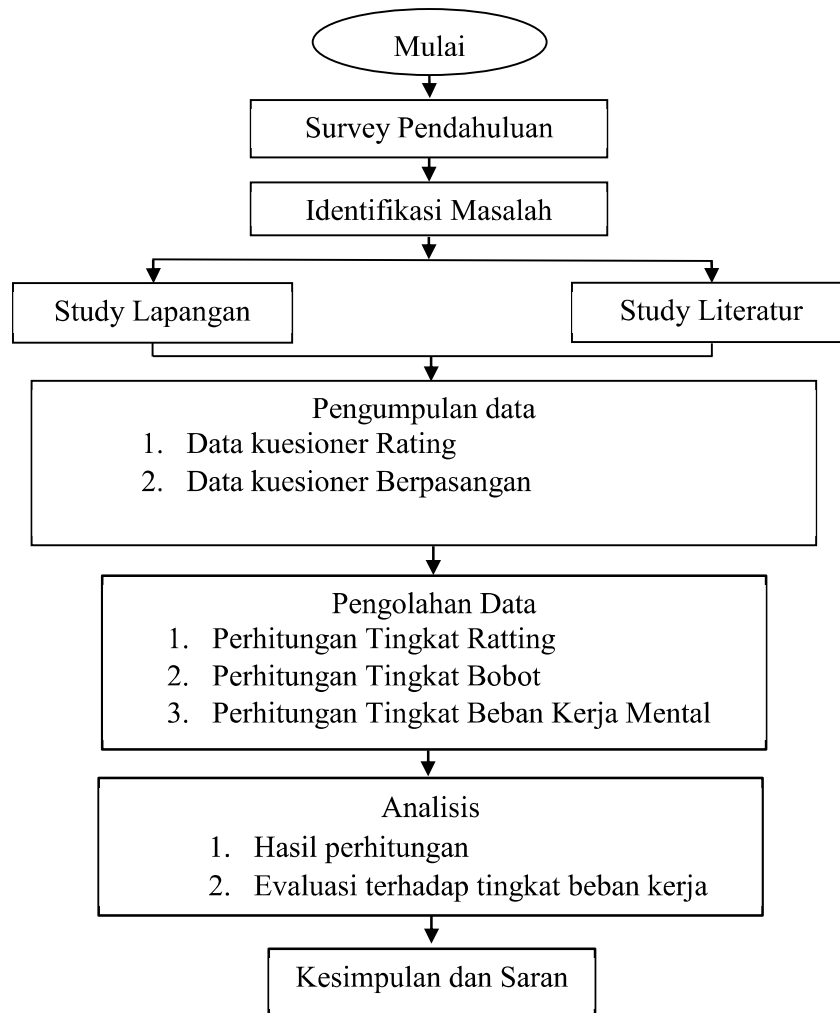 Mulai
Survey Pendahuluan
Identifikasi Masalah
Study Lapangan
Study Literatur
Pengumpulan data
1. Data kuesioner Rating
2. Data kuesioner Berpasangan
Pengolahan Data
1. Perhitungan Tingkat Ratting
2. Perhitungan Tingkat Bobot
3. Perhitungan Tingkat Beban Kerja Mental
Analisis
1. Hasil perhitungan
2. Evaluasi terhadap tingkat beban kerja
Kesimpulan dan Saran